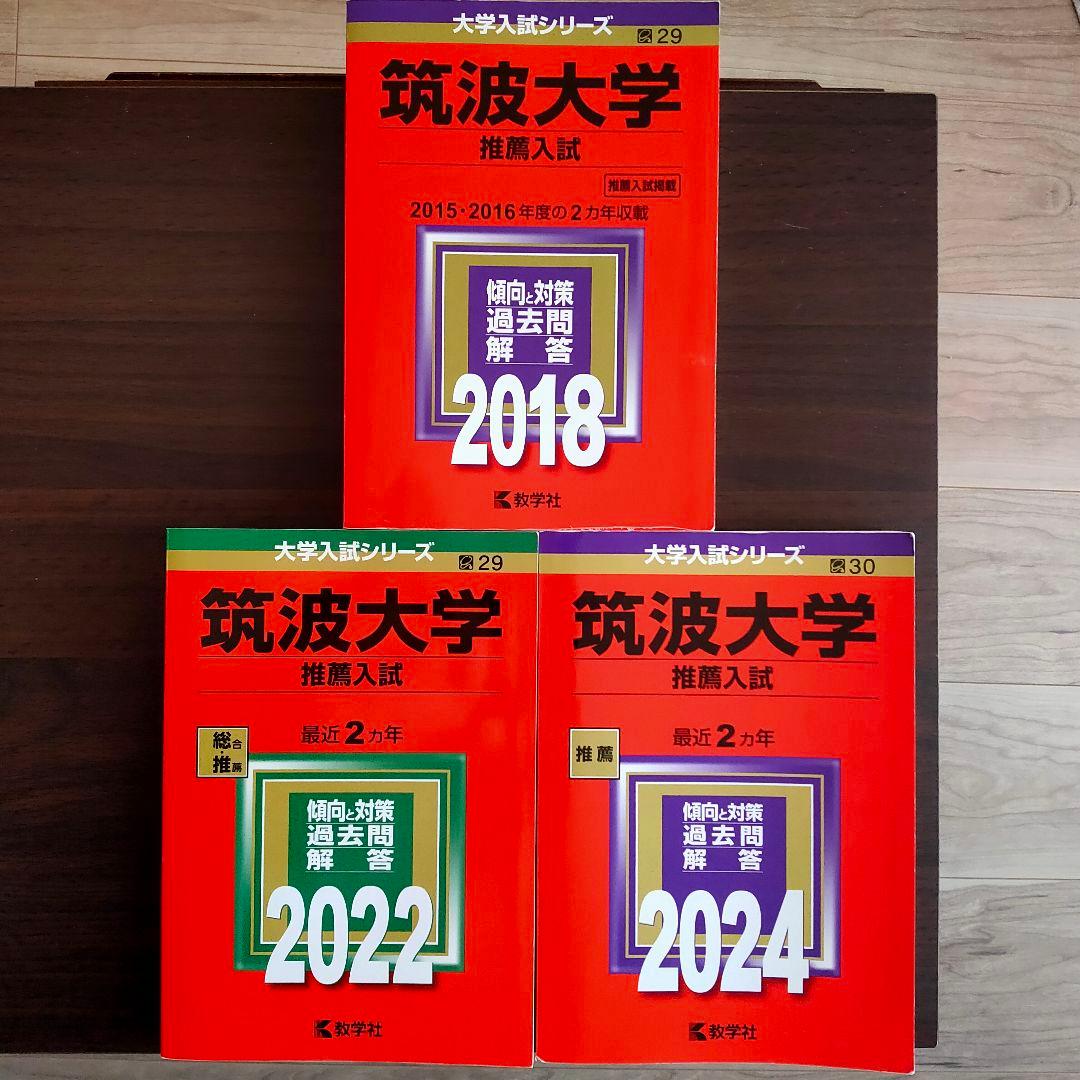 大学入試シリーズ
29
筑波大学
推薦入試
推薦入試掲載
2015・2016年度の2カ年収載
傾向と対策
過去問
解答
2018
教学社
大学入試シリーズ
29
筑波大学
推薦入試
総合・推薦
最近2カ年
傾向と対策
過去問
解答
2022
教学社
大学入試シリーズ
30
筑波大学
推薦入試
推薦
最近2カ年
傾向と対策
過去問
解答
2024
教学社